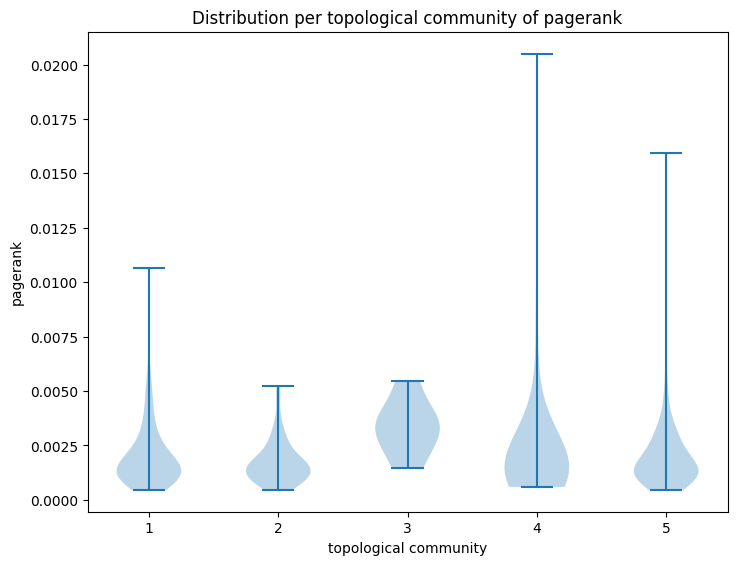 Distribution per topological community of pagerank
0.0200
0.0175
0.0150
0.0125
0.0100
0.0075
0.0050
0.0025
0.0000
pagerank
1 2 3 4 5
topological community